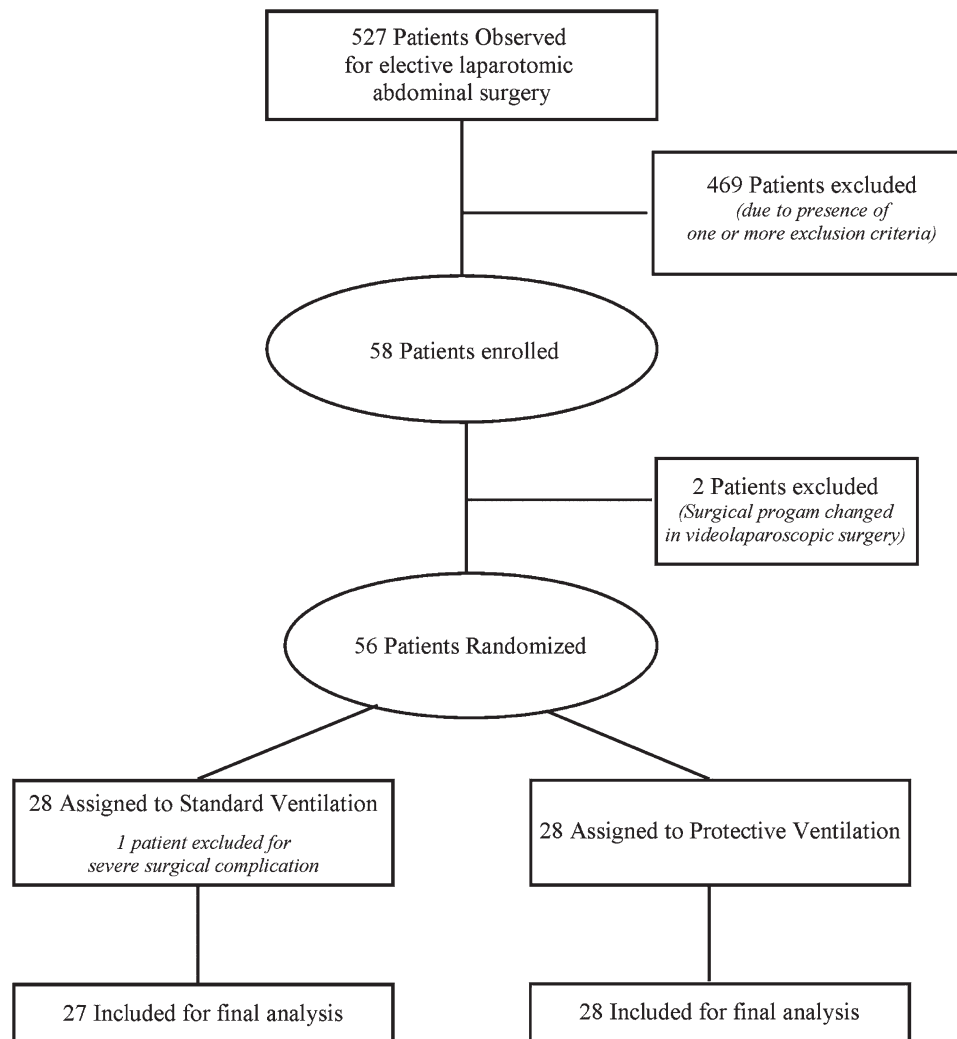 527 Patients Observed
for elective laparotomic
abdominal surgery
469 Patients excluded
(due to presence of
one or more exclusion criteria)
58 Patients enrolled
2 Patients excluded
(Surgical progam changed
in videolaparoscopic surgery)
56 Patients Randomized
28 Assigned to Standard Ventilation
1 patient excluded for
severe surgical complication
28 Assigned to Protective Ventilation
27 Included for final analysis
28 Included for final analysis